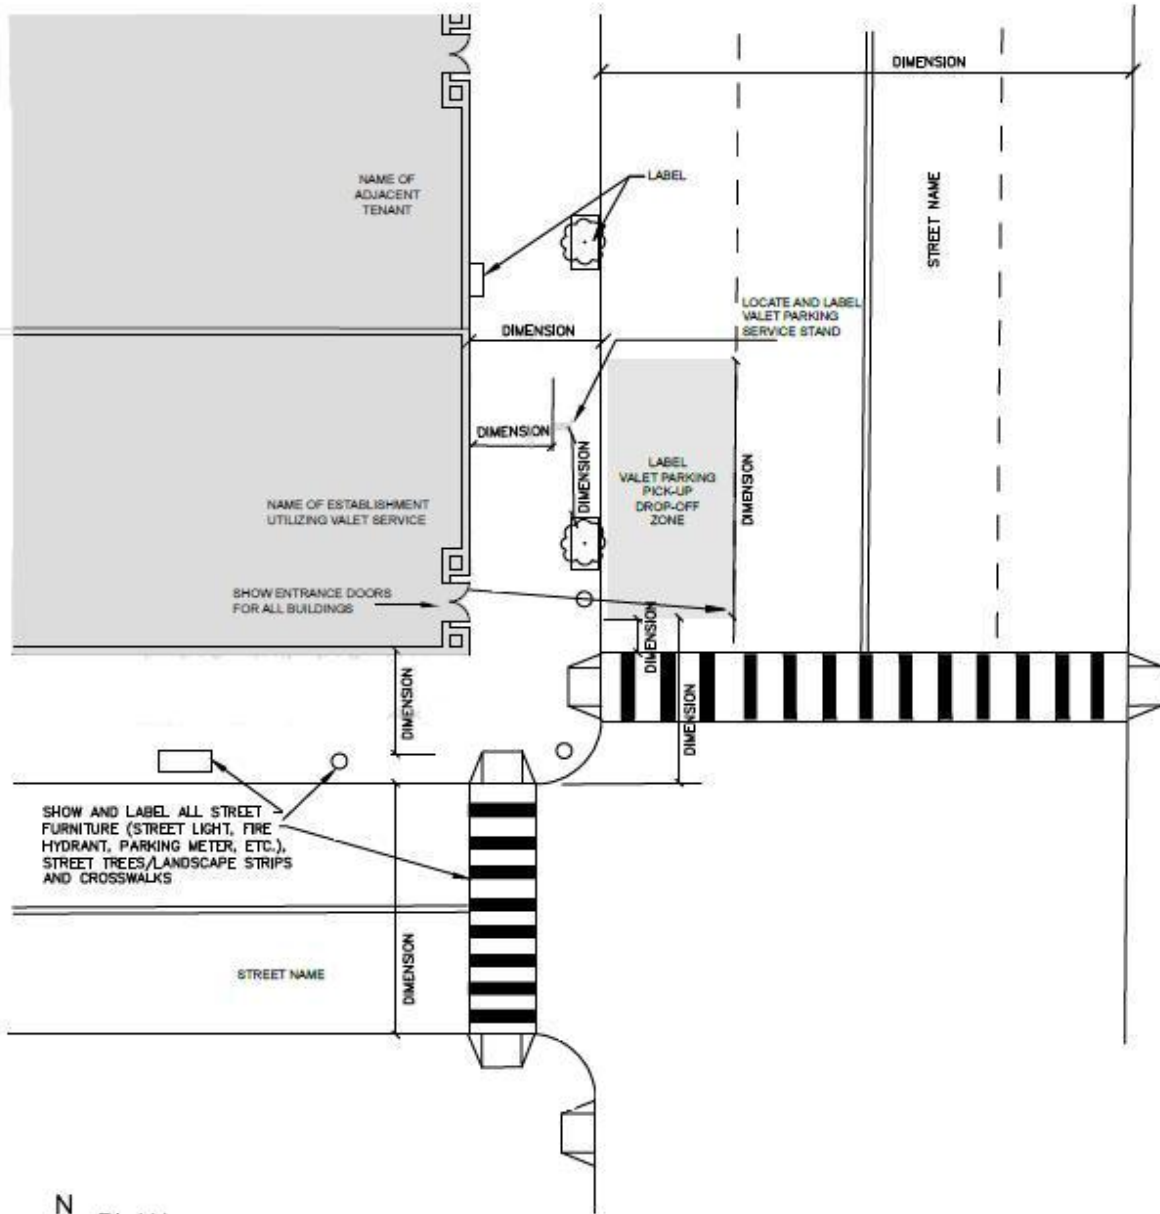 DIMENSION
NAME OF
ADJACENT
TENANT
LABEL
STREET NAME
LOCATE AND LABEL
VALET PARKING
SERVICE STAND
DIMENSION
DIMENSION
DIMENSION
LABEL
VALET PARKING
PICK-UP
DROP-OFF
ZONE
DIMENSION
NAME OF ESTABLISHMENT
UTILIZING VALET SERVICE
SHOW ENTRANCE DOORS
FOR ALL BUILDINGS
DIMENSION
DIMENSION
DIMENSION
SHOW AND LABEL ALL STREET
FURNITURE (STREET LIGHT, FIRE
HYDRANT, PARKING METER, ETC.),
STREET TREES/LANDSCAPE STRIPS
AND CROSSWALKS
DIMENSION
STREET NAME
N